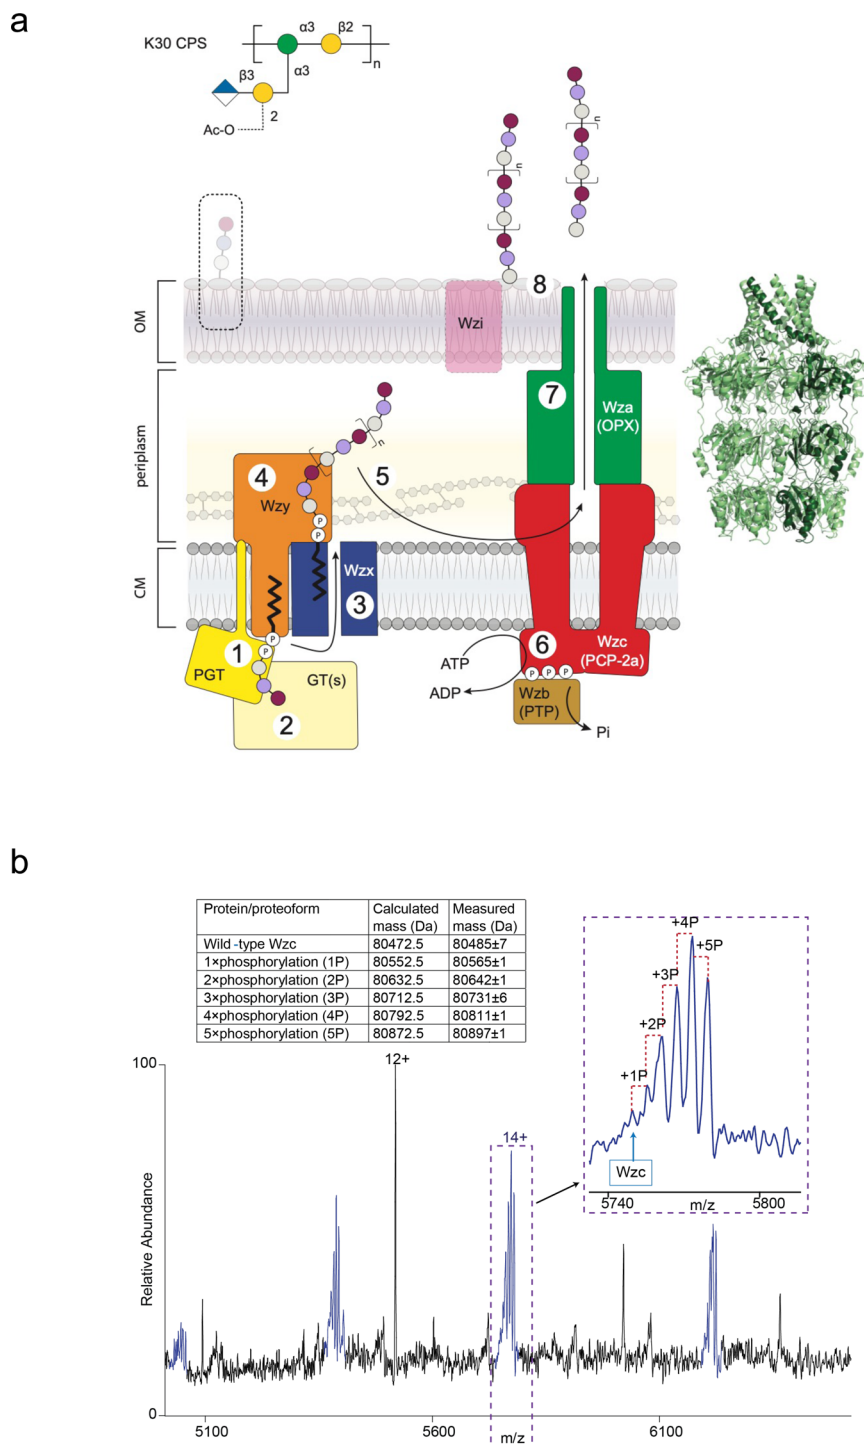 a
K30 CPS
α3
β2
n
β3
α3
2
Ac-O
n
n
8
OM
Wzi
7
Wza
(OPX)
periplasm
4
n
5
Wzy
P
P
CM
Wzx
3
P
1
P
PGT
GT(s)
2
6
Wzc
(PCP-2a)
ATP
ADP
P P P
Wzb
(PTP)
Pi
b
Protein/proteoform Calculated mass (Da) Measured mass (Da)
Wild-type Wzc 80472.5 80485±7
1×phosphorylation (1P) 80552.5 80565±1
2×phosphorylation (2P) 80632.5 80642±1
3×phosphorylation (3P) 80712.5 80731±6
4×phosphorylation (4P) 80792.5 80811±1
5×phosphorylation (5P) 80872.5 80897±1
+4P
+5P
+3P
+2P
+1P
Wzc
5740 m/z 5800
100
12+
14+
Relative Abundance
0
5100 5600 m/z 6100